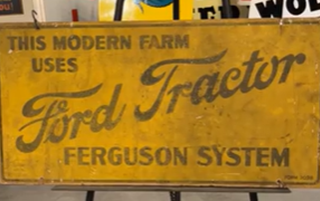 THIS MODERN FARM
USES
Ford Tractor
FERGUSON SYSTEM